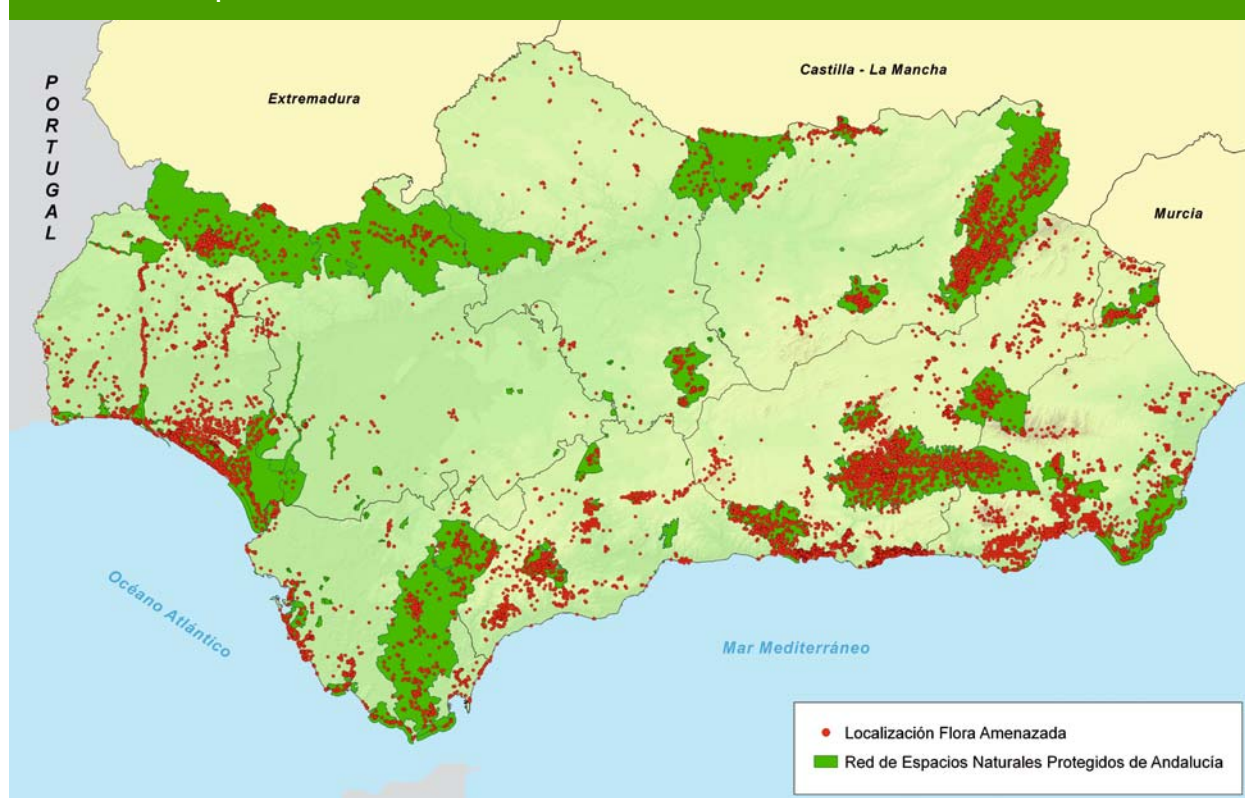 Castilla - La Mancha
Extremadura
PORTUGAL
Murcia
Océano Atlántico
Mar Mediterráneo
Localización Flora Amenazada
Red de Espacios Naturales Protegidos de Andalucía